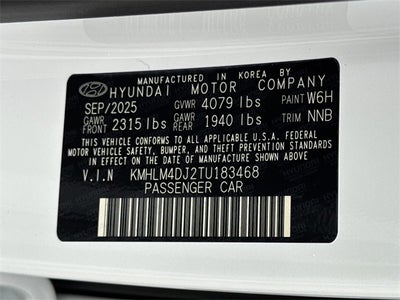 MANUFACTURED IN KOREA BY
HYUNDAI MOTOR COMPANY
SEP/2025 GVWR 4079 lbs PAINT W6H
GAWR FRONT 2315 lbs GAWR REAR 1940 lbs TRIM NNB
THIS VEHICLE CONFORMS TO ALL APPLICABLE U.S.A. FEDERAL
MOTOR VEHICLE SAFETY, BUMPER, AND THEFT PREVENTION STANDARDS
IN EFFECT ON THE DATE OF MANUFACTURE SHOWN ABOVE.
V.I.N KMHLM4DJ2TU183468
PASSENGER CAR